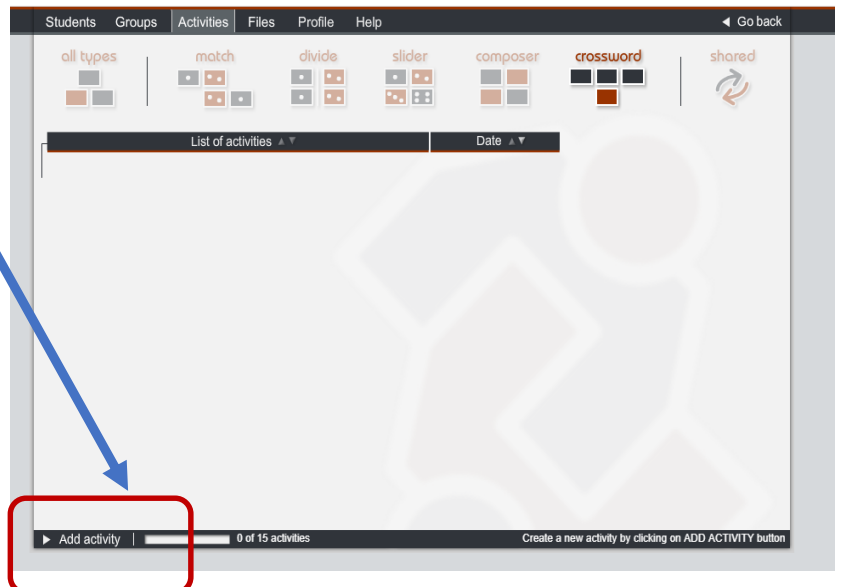 Students Groups Activities Files Profile Help ◀ Go back
all types match divide slider composer crossword shared
List of activities ▲▼ Date ▲▼
▶ Add activity | 0 of 15 activities Create a new activity by clicking on ADD ACTIVITY button